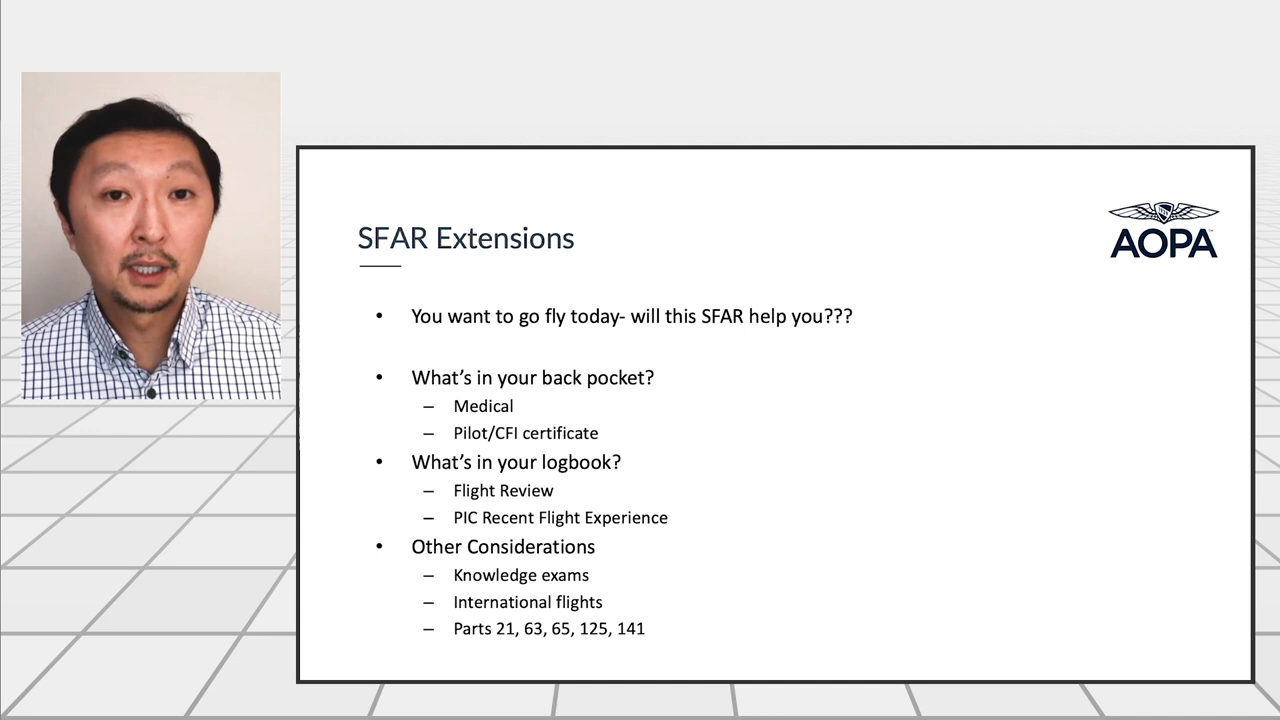 SFAR Extensions
AOPA
• You want to go fly today- will this SFAR help you???
• What's in your back pocket?
– Medical
– Pilot/CFI certificate
• What's in your logbook?
– Flight Review
– PIC Recent Flight Experience
• Other Considerations
– Knowledge exams
– International flights
– Parts 21, 63, 65, 125, 141